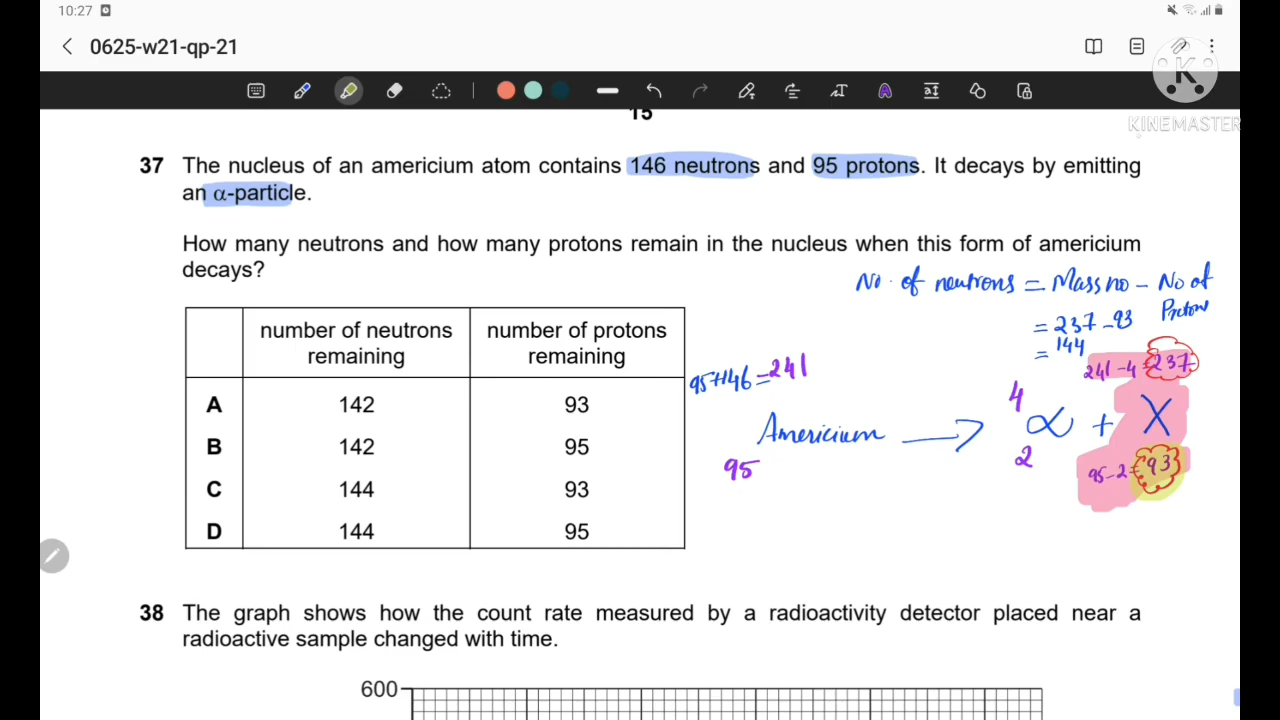 10:27
0625-w21-qp-21
KINEMASTER
15
37 The nucleus of an americium atom contains 146 neutrons and 95 protons. It decays by emitting
an α-particle.
How many neutrons and how many protons remain in the nucleus when this form of americium
decays?
No. of neutrons = Mass no - No of
Protons
= 237 - 93
= 144
number of neutrons remaining number of protons remaining
A 142 93
B 142 95
C 144 93
D 144 95
95+146 = 241
241 - 4 = 237
Americium → 4 α + X
95 2 95 - 2 = 93
38 The graph shows how the count rate measured by a radioactivity detector placed near a
radioactive sample changed with time.
600